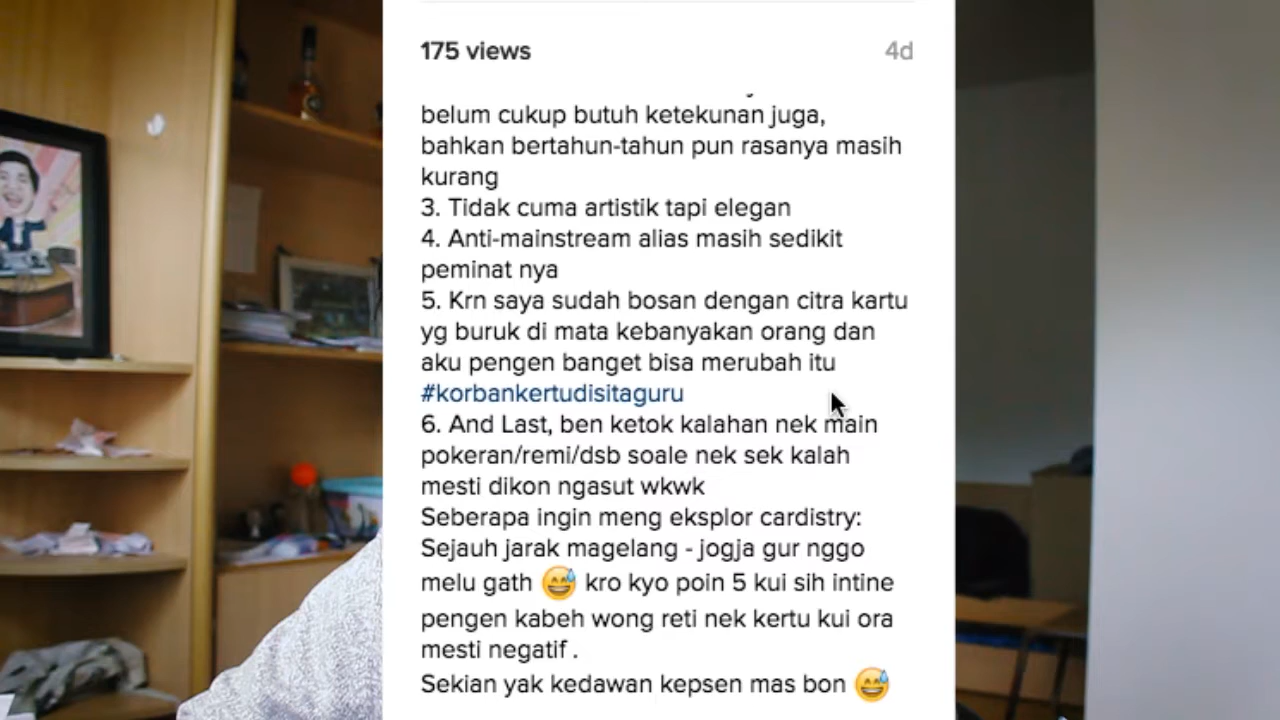 175 views
4d
belum cukup butuh ketekunan juga,
bahkan bertahun-tahun pun rasanya masih
kurang
3. Tidak cuma artistik tapi elegan
4. Anti-mainstream alias masih sedikit
peminat nya
5. Krn saya sudah bosan dengan citra kartu
yg buruk di mata kebanyakan orang dan
aku pengen banget bisa merubah itu
#korbankertudisitaguru
6. And Last, ben ketok kalahan nek main
pokeran/remi/dsb soale nek sek kalah
mesti dikon ngasut wkwk
Seberapa ingin meng eksplor cardistry:
Sejauh jarak magelang - jogja gur nggo
melu gath 😅 kro kyo poin 5 kui sih intine
pengen kabeh wong reti nek kertu kui ora
mesti negatif .
Sekian yak kedawan kepsen mas bon 😅